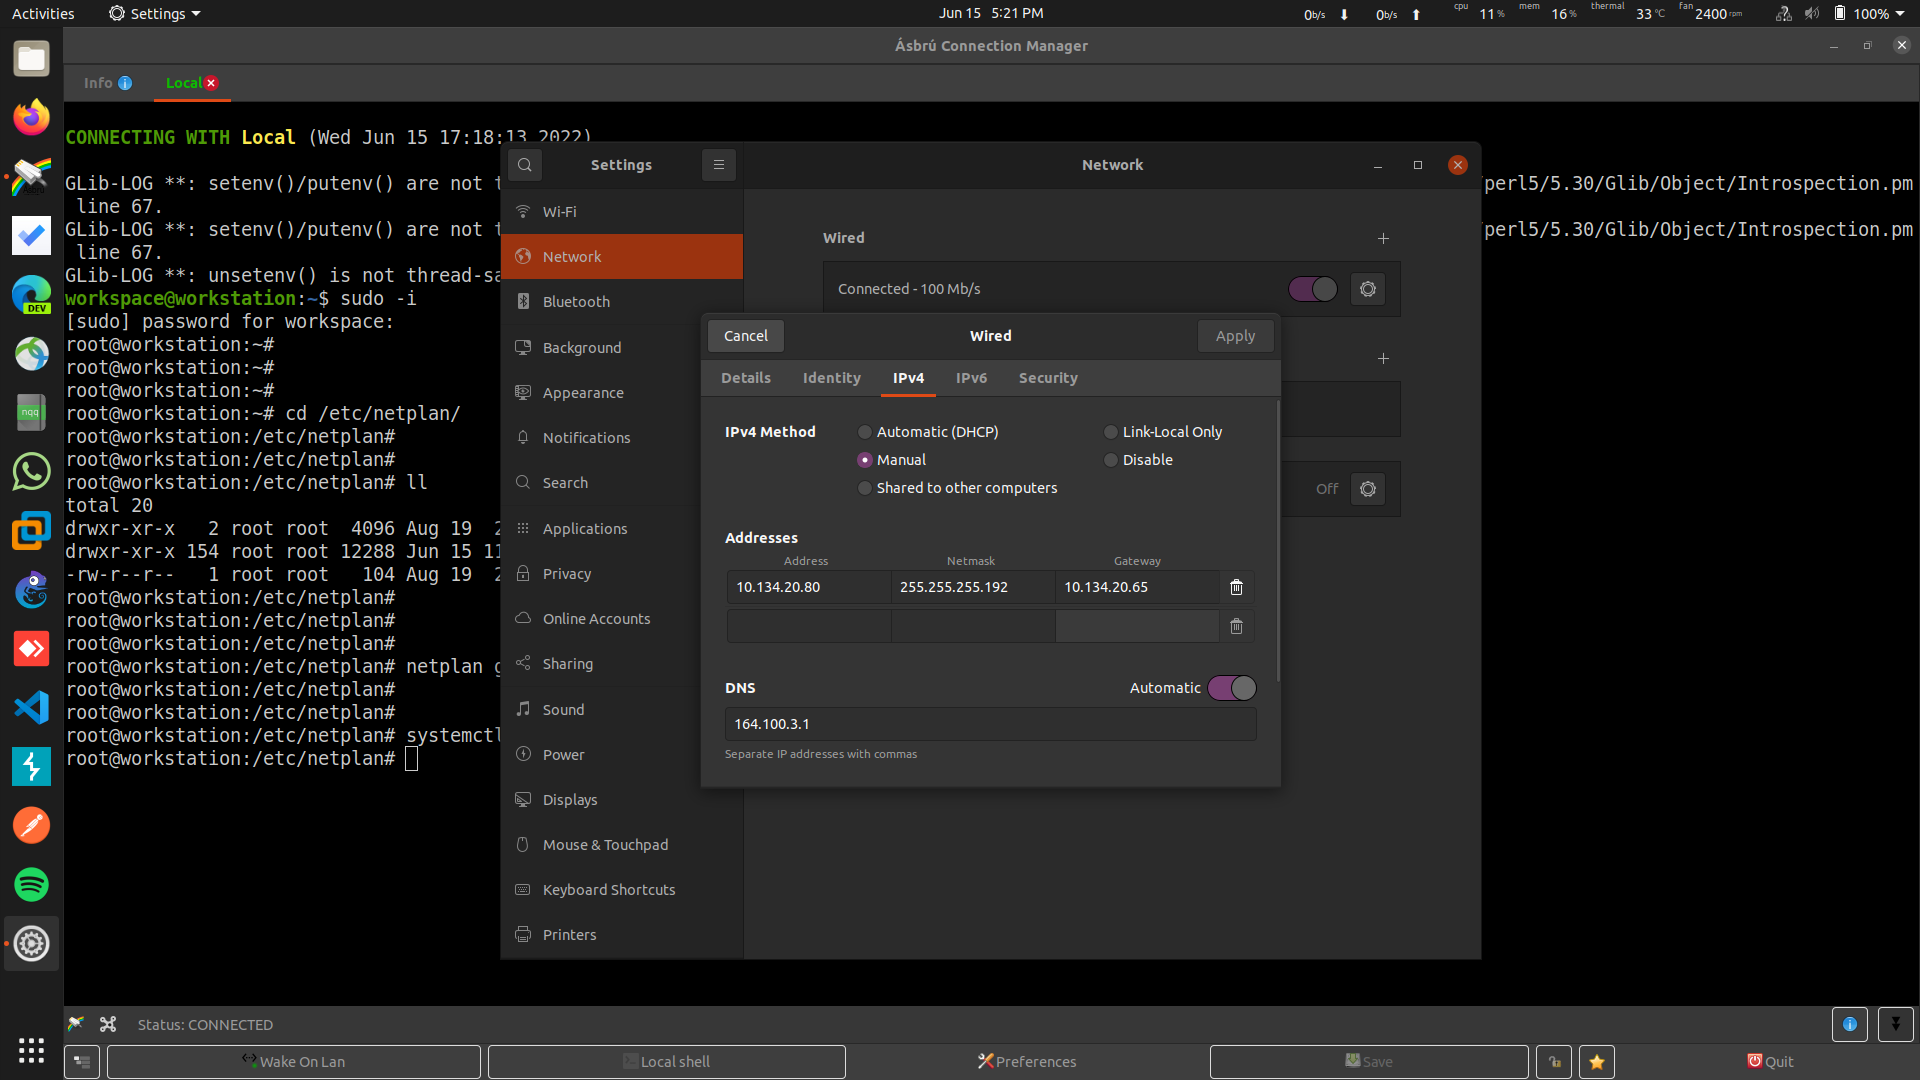 Activities
Settings
Jun 15 5:21 PM
0b/s
0b/s
cpu 11 %
mem 16 %
thermal 33 °C
fan 2400 rpm
100%
Ásbrú Connection Manager
Info
Local
CONNECTING WITH Local (Wed Jun 15 17:18:13 2022)
GLib-LOG **: setenv()/putenv() are not t
/perl5/5.30/Glib/Object/Introspection.pm
line 67.
GLib-LOG **: setenv()/putenv() are not t
/perl5/5.30/Glib/Object/Introspection.pm
line 67.
GLib-LOG **: unsetenv() is not thread-sa
workspace@workstation:~$ sudo -i
[sudo] password for workspace:
root@workstation:~#
root@workstation:~#
root@workstation:~#
root@workstation:~# cd /etc/netplan/
root@workstation:/etc/netplan#
root@workstation:/etc/netplan#
root@workstation:/etc/netplan# ll
total 20
drwxr-xr-x 2 root root 4096 Aug 19 2
drwxr-xr-x 154 root root 12288 Jun 15 11
-rw-r--r-- 1 root root 104 Aug 19 2
root@workstation:/etc/netplan#
root@workstation:/etc/netplan#
root@workstation:/etc/netplan#
root@workstation:/etc/netplan# netplan g
root@workstation:/etc/netplan#
root@workstation:/etc/netplan#
root@workstation:/etc/netplan# systemctl
root@workstation:/etc/netplan#
Settings
Network
Wi-Fi
Network
Bluetooth
Background
Appearance
Notifications
Search
Applications
Privacy
Online Accounts
Sharing
Sound
Power
Displays
Mouse & Touchpad
Keyboard Shortcuts
Printers
Wired
Connected - 100 Mb/s
Off
Cancel
Wired
Apply
Details
Identity
IPv4
IPv6
Security
IPv4 Method
Automatic (DHCP)
Link-Local Only
Manual
Disable
Shared to other computers
Addresses
Address
Netmask
Gateway
10.134.20.80
255.255.255.192
10.134.20.65
DNS
Automatic
164.100.3.1
Separate IP addresses with commas
DEV
nqq
Status: CONNECTED
Wake On Lan
Local shell
Preferences
Save
Quit